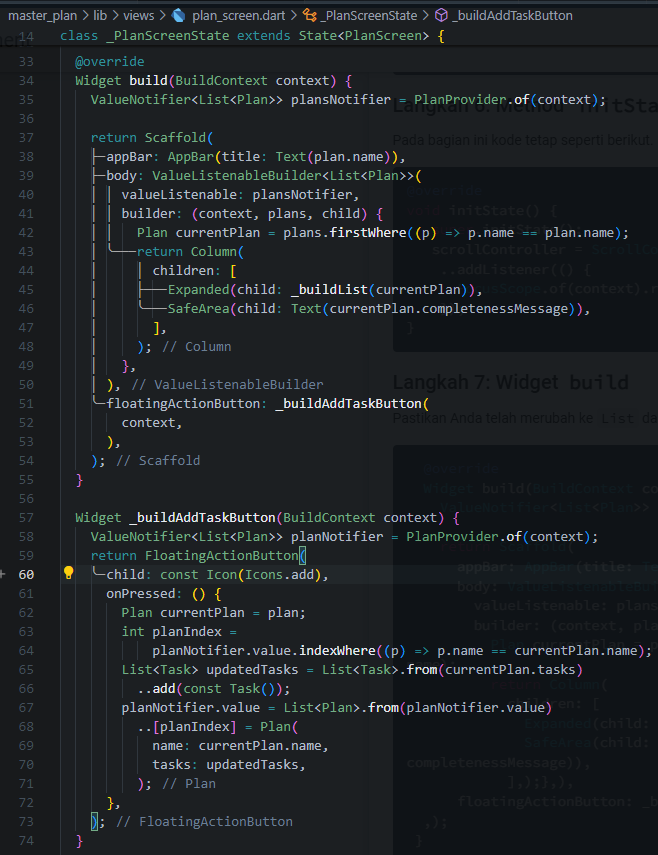 master_plan > lib > views > plan_screen.dart > _PlanScreenState > _buildAddTaskButton
14 class _PlanScreenState extends State<PlanScreen> {
33 @override
34 Widget build(BuildContext context) {
35 ValueNotifier<List<Plan>> plansNotifier = PlanProvider.of(context);
36
37 return Scaffold(
38 appBar: AppBar(title: Text(plan.name)),
39 body: ValueListenableBuilder<List<Plan>>(
40 valueListenable: plansNotifier,
41 builder: (context, plans, child) {
42 Plan currentPlan = plans.firstWhere((p) => p.name == plan.name);
43 return Column(
44 children: [
45 Expanded(child: _buildList(currentPlan)),
46 SafeArea(child: Text(currentPlan.completenessMessage)),
47 ],
48 ); // Column
49 },
50 ), // ValueListenableBuilder
51 floatingActionButton: _buildAddTaskButton(
52 context,
53 ),
54 ); // Scaffold
55 }
56
57 Widget _buildAddTaskButton(BuildContext context) {
58 ValueNotifier<List<Plan>> planNotifier = PlanProvider.of(context);
59 return FloatingActionButton(
60 child: const Icon(Icons.add),
61 onPressed: () {
62 Plan currentPlan = plan;
63 int planIndex =
64 planNotifier.value.indexWhere((p) => p.name == currentPlan.name);
65 List<Task> updatedTasks = List<Task>.from(currentPlan.tasks)
66 ..add(const Task());
67 planNotifier.value = List<Plan>.from(planNotifier.value)
68 ..[planIndex] = Plan(
69 name: currentPlan.name,
70 tasks: updatedTasks,
71 ); // Plan
72 },
73 ); // FloatingActionButton
74 }
Pada bagian ini kode tetap seperti berikut.
initState() {
..addListener(() {
Langkah 7: Widget build
Pastikan Anda telah merubah ke List
completenessMessage)),
],);},),
floatingActionButton:
);
}